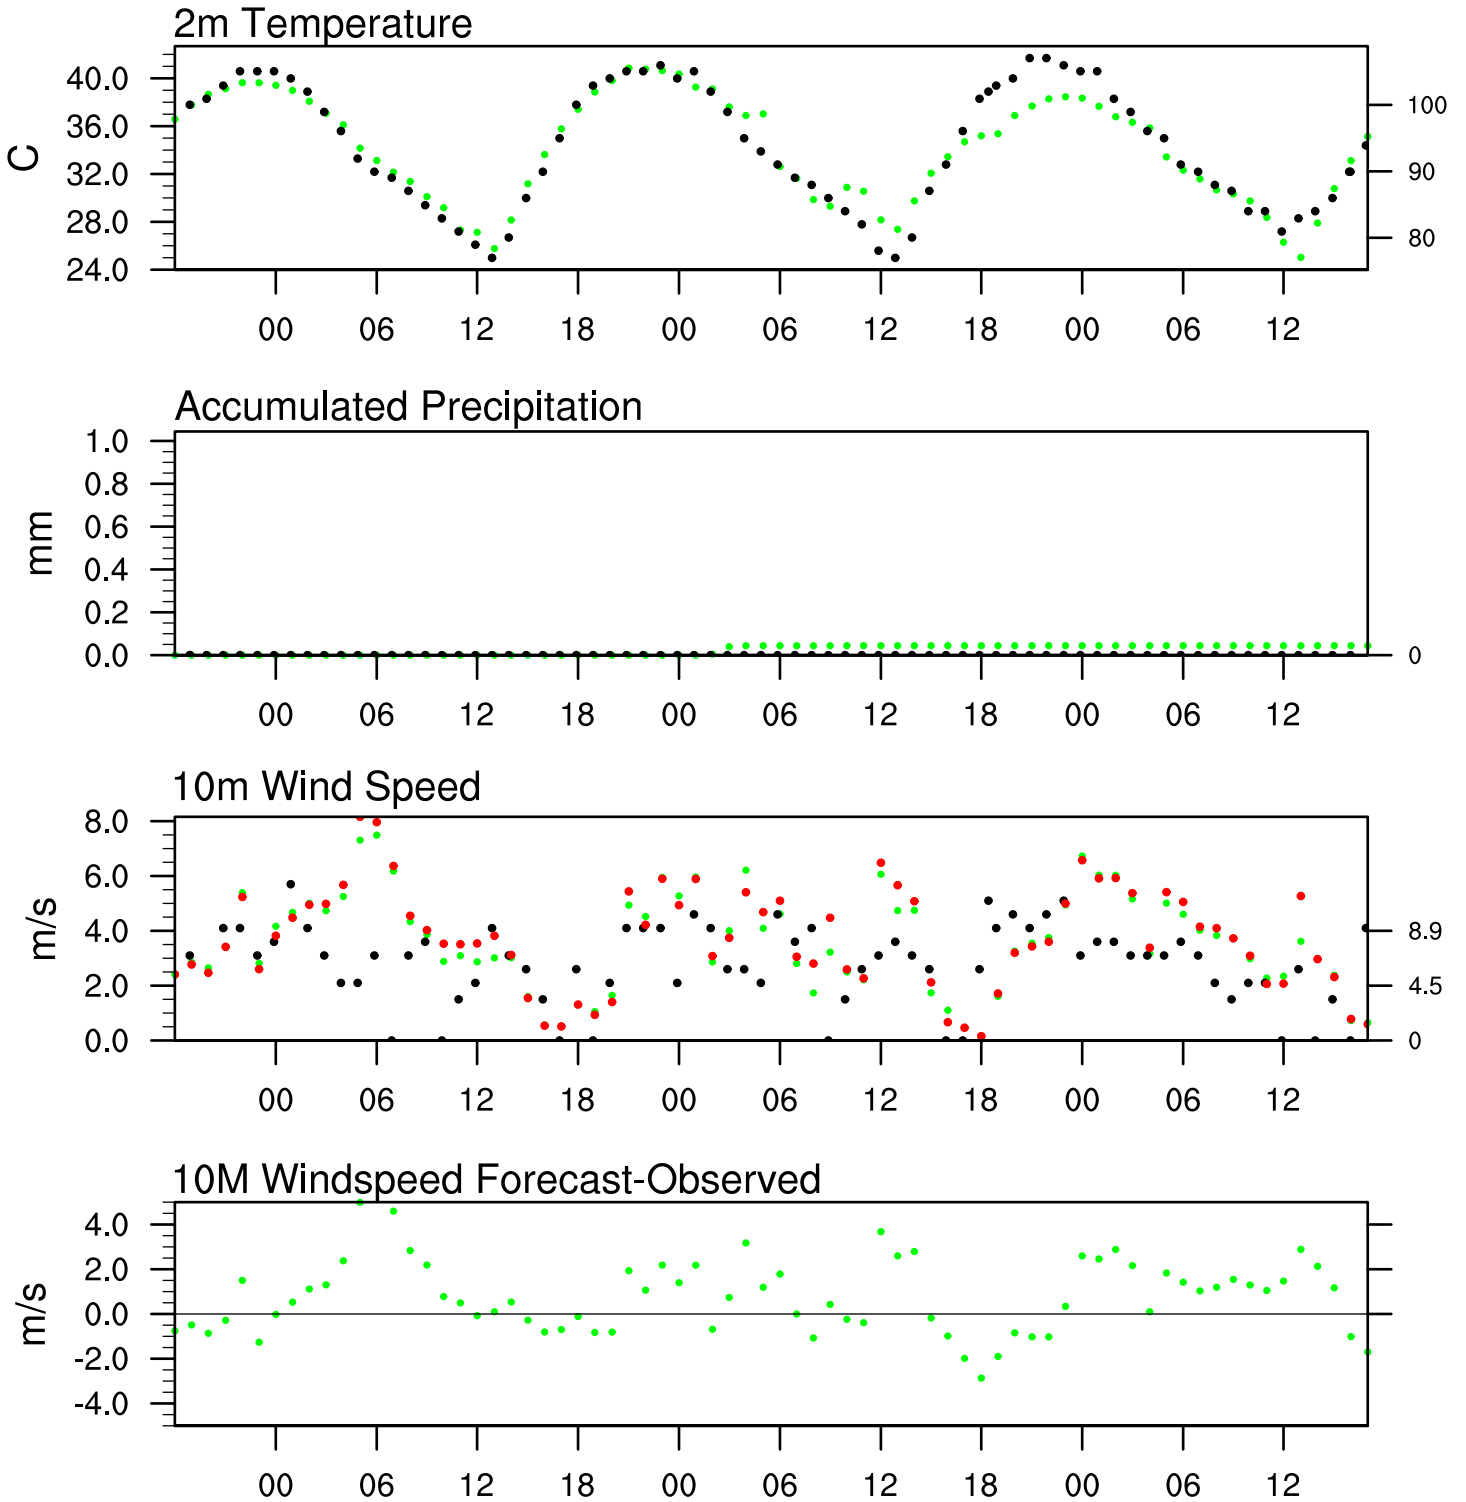 2m Temperature
40.0
36.0
32.0
28.0
24.0
C
100
90
80
00 06 12 18 00 06 12 18 00 06 12
Accumulated Precipitation
1.0
0.8
0.6
0.4
0.2
0.0
mm
0
00 06 12 18 00 06 12 18 00 06 12
10m Wind Speed
8.0
6.0
4.0
2.0
0.0
m/s
8.9
4.5
0
00 06 12 18 00 06 12 18 00 06 12
10M Windspeed Forecast-Observed
4.0
2.0
0.0
-2.0
-4.0
m/s
00 06 12 18 00 06 12 18 00 06 12